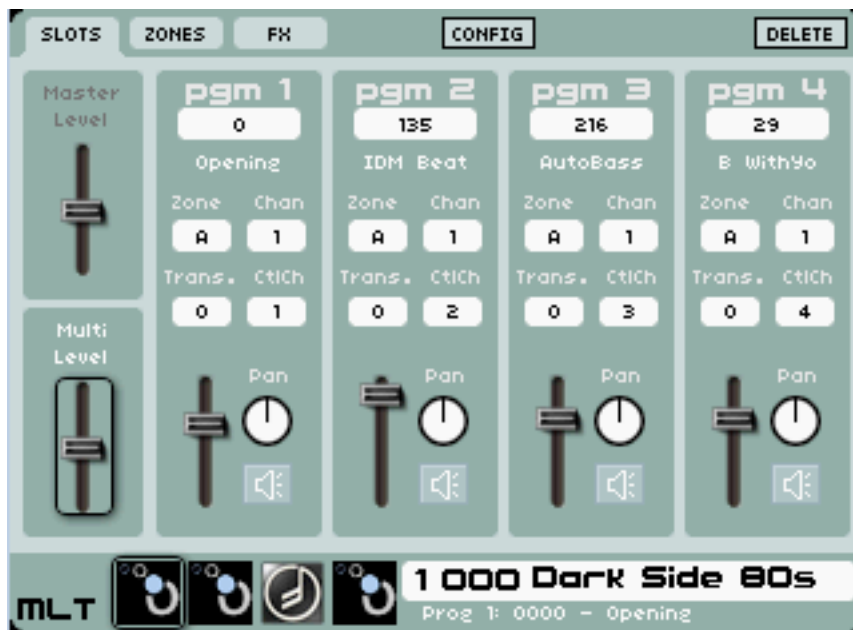 SLOTS ZONES FX CONFIG DELETE
Master Level
pgm 1 pgm 2 pgm 3 pgm 4
0 135 216 29
Opening IDM Beat AutoBass B WithYo
Zone Chan Zone Chan Zone Chan Zone Chan
A 1 A 1 A 1 A 1
Trans. CtlCh Trans. CtlCh Trans. CtlCh Trans. CtlCh
0 1 0 2 0 3 0 4
Multi Level
Pan Pan Pan Pan
MLT
1 000 Dark Side 80s
Prog 1: 0000 - Opening